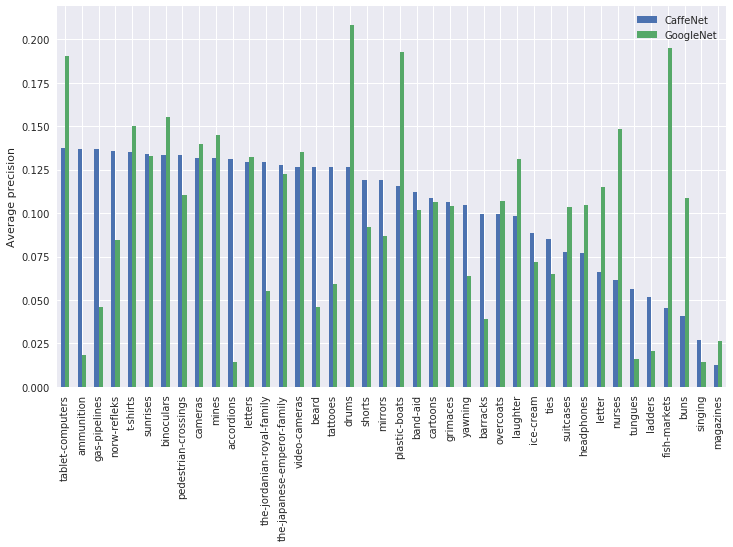 CaffeNet
GoogleNet
Average precision
0.200
0.175
0.150
0.125
0.100
0.075
0.050
0.025
0.000
tablet-computers
ammunition
gas-pipelines
norw-refleks
t-shirts
sunrises
binoculars
pedestrian-crossings
cameras
mines
accordions
letters
the-jordanian-royal-family
the-japanese-emperor-family
video-cameras
beard
tattooes
drums
shorts
mirrors
plastic-boats
band-aid
cartoons
grimaces
yawning
barracks
overcoats
laughter
ice-cream
ties
suitcases
headphones
letter
nurses
tungues
ladders
fish-markets
buns
singing
magazines